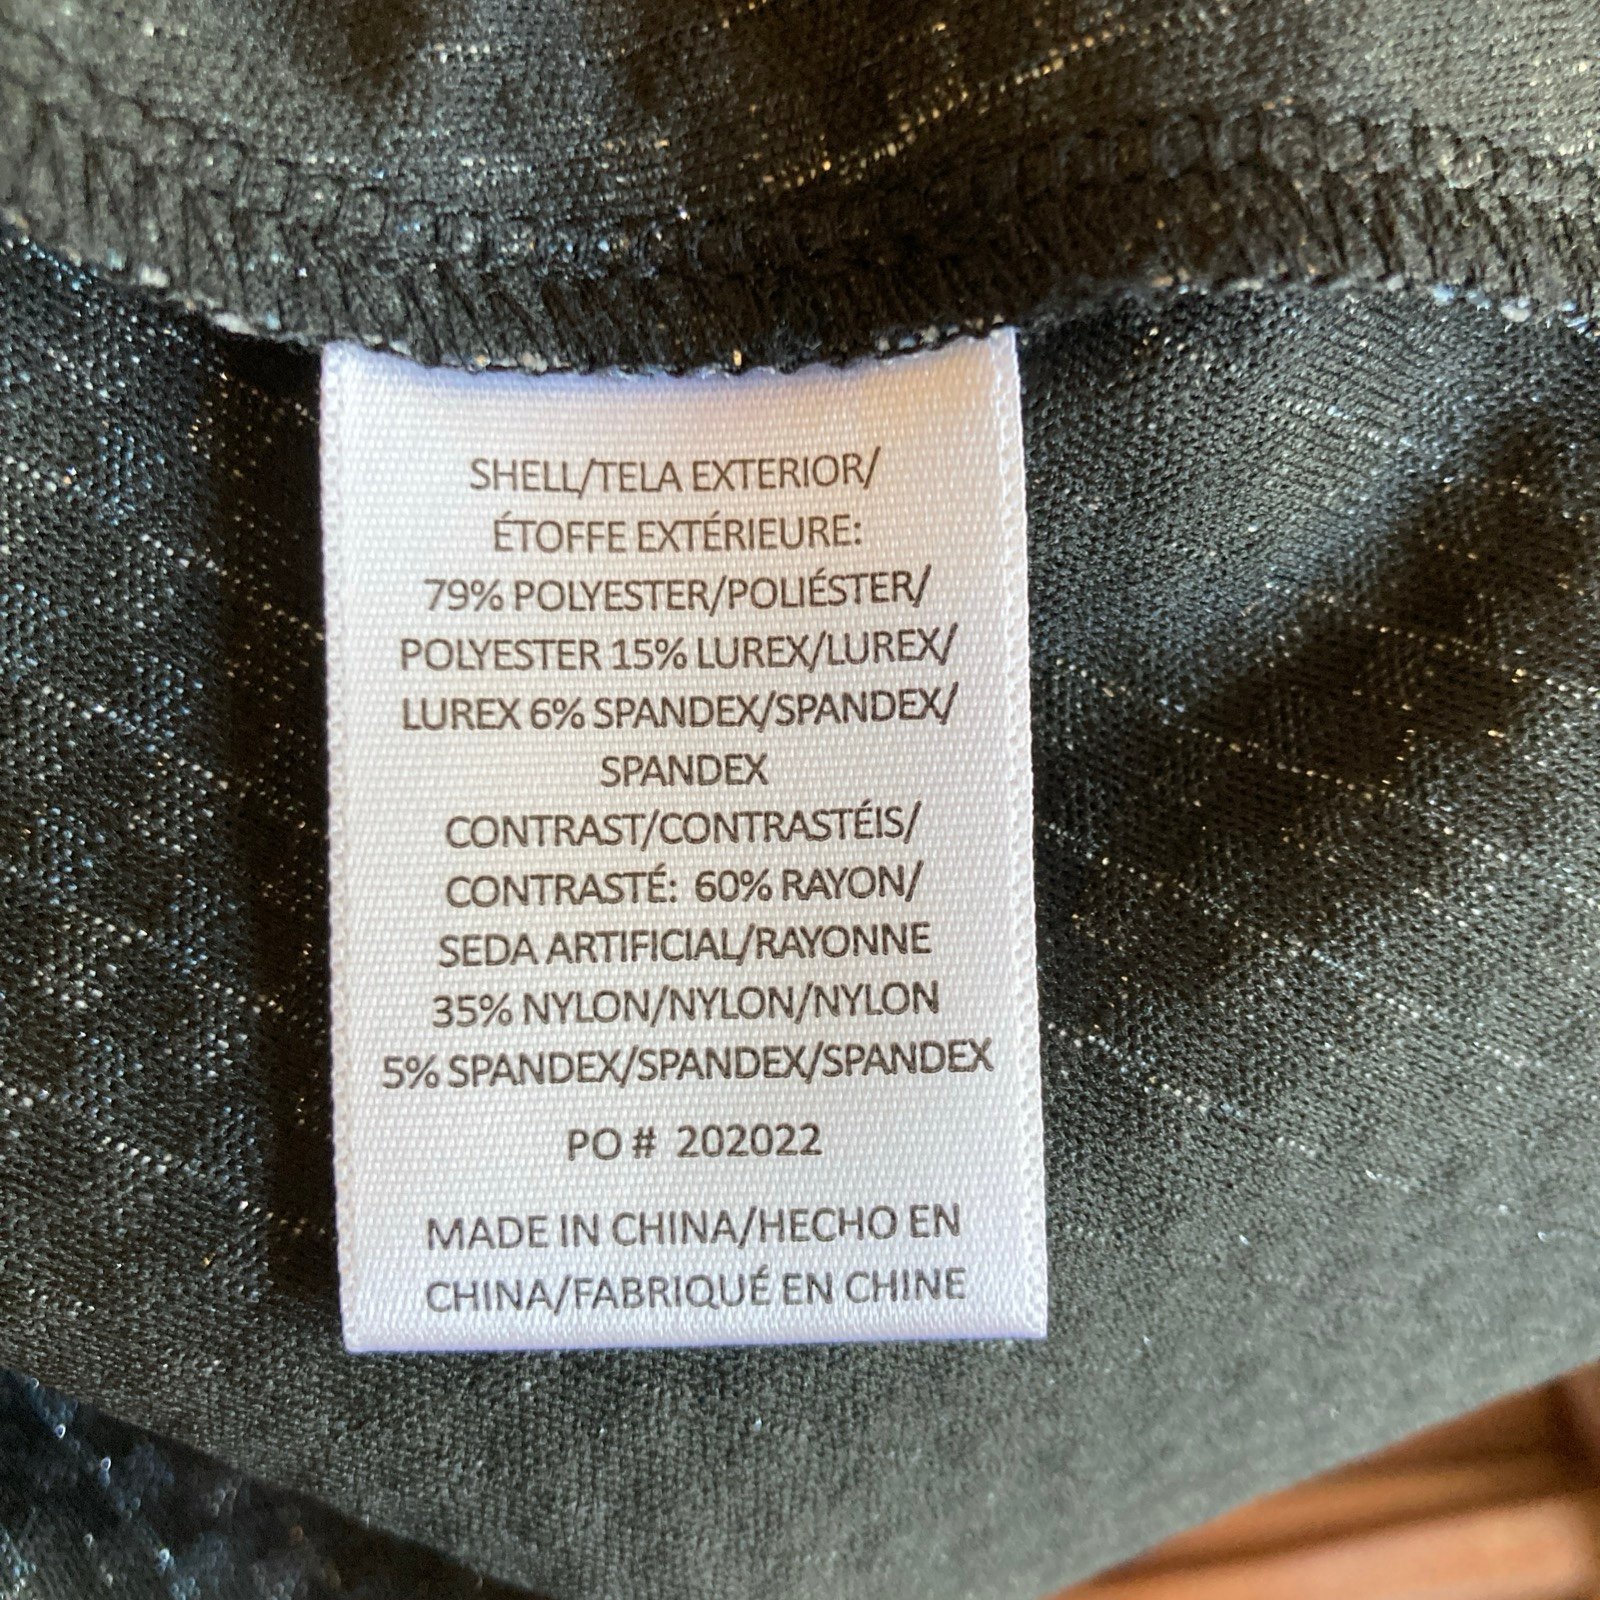 SHELL/TELA EXTERIOR/
ÉTOFFE EXTÉRIEURE:
79% POLYESTER/POLIÉSTER/
POLYESTER 15% LUREX/LUREX/
LUREX 6% SPANDEX/SPANDEX/
SPANDEX
CONTRAST/CONTRASTÉIS/
CONTRASTÉ: 60% RAYON/
SEDA ARTIFICIAL/RAYONNE
35% NYLON/NYLON/NYLON
5% SPANDEX/SPANDEX/SPANDEX
PO # 202022
MADE IN CHINA/HECHO EN
CHINA/FABRIQUÉ EN CHINE